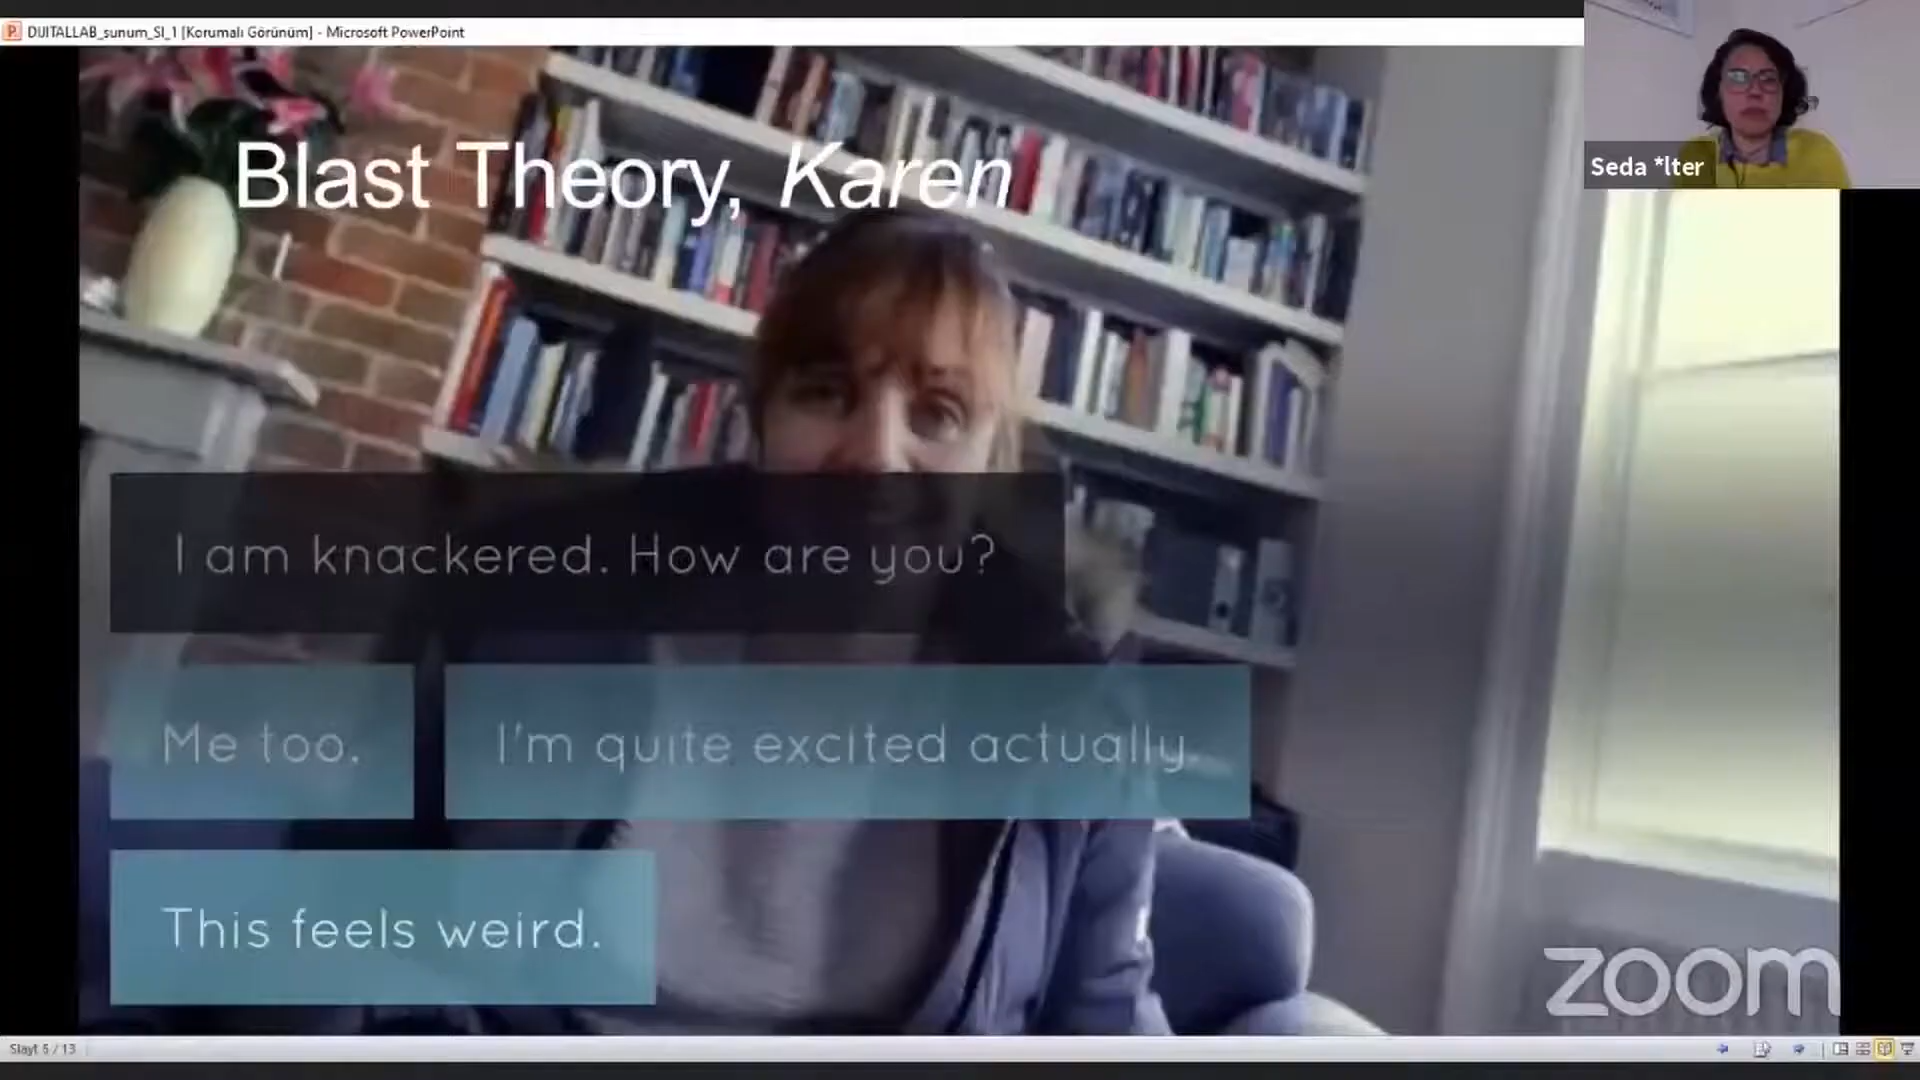 DIJITALLAB_sunum_SI_1 [Korumalı Görünüm] - Microsoft PowerPoint
Seda *lter
Blast Theory, Karen
I am knackered. How are you?
Me too.
I'm quite excited actually.
This feels weird.
zoom
Slayt 6 / 13